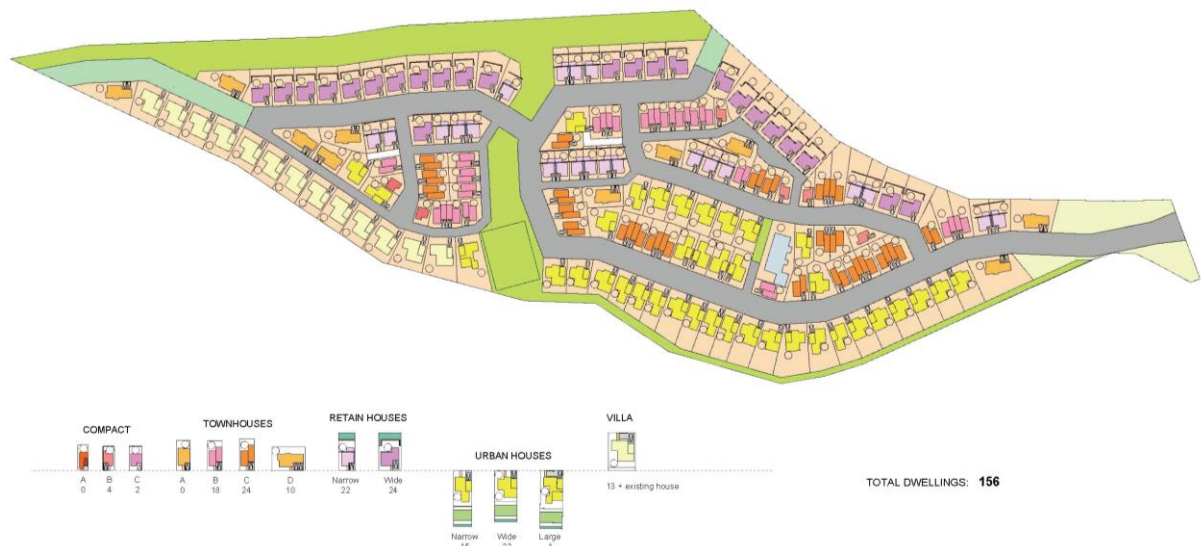 COMPACT
A
0
B
4
C
2
TOWNHOUSES
A
0
B
18
C
24
D
10
RETAIN HOUSES
Narrow
22
Wide
24
URBAN HOUSES
Narrow
Wide
Large
VILLA
13 + existing house
TOTAL DWELLINGS: 156